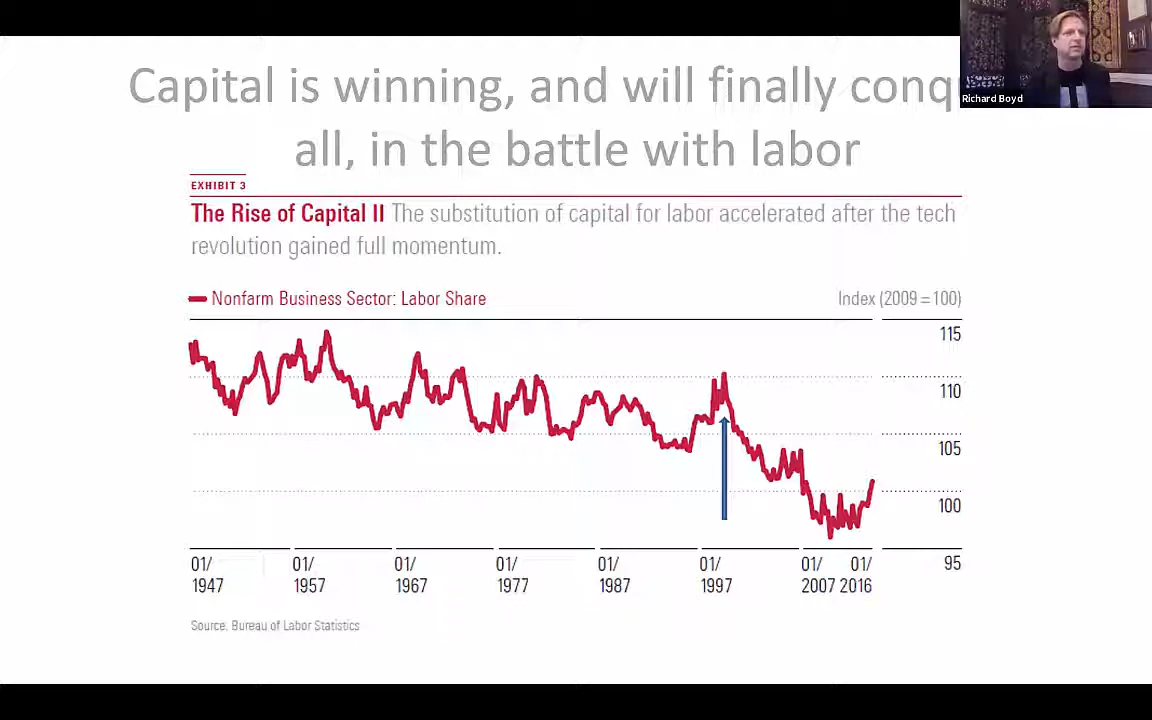 Capital is winning, and will finally conq
all, in the battle with labor
Richard Boyd
EXHIBIT 3
The Rise of Capital II The substitution of capital for labor accelerated after the tech
revolution gained full momentum.
Nonfarm Business Sector: Labor Share
Index (2009=100)
115
110
105
100
95
01/ 01/ 01/ 01/ 01/ 01/ 01/ 01/
1947 1957 1967 1977 1987 1997 2007 2016
Source: Bureau of Labor Statistics